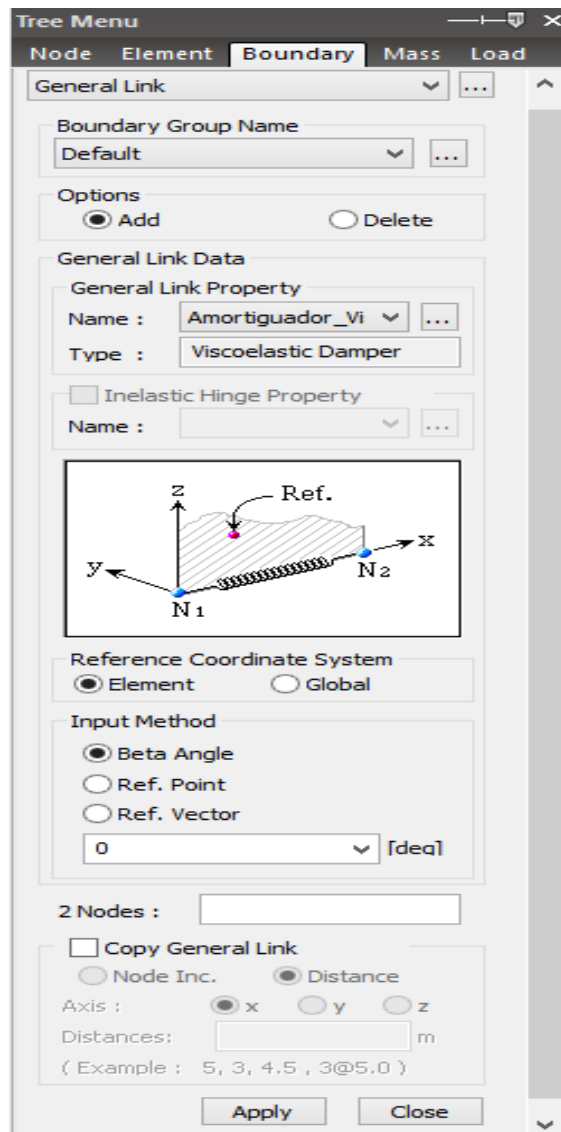 Tree Menu
Node Element Boundary Mass Load
General Link ...
Boundary Group Name
Default ...
Options
Add Delete
General Link Data
General Link Property
Name : Amortiguador_Vi ...
Type : Viscoelastic Damper
Inelastic Hinge Property
Name : ...
z Ref.
x
y
N2
N1
Reference Coordinate System
Element Global
Input Method
Beta Angle
Ref. Point
Ref. Vector
0 [deg]
2 Nodes :
Copy General Link
Node Inc. Distance
Axis : x y z
Distances: m
( Example : 5, 3, 4.5 , 3@5.0 )
Apply Close